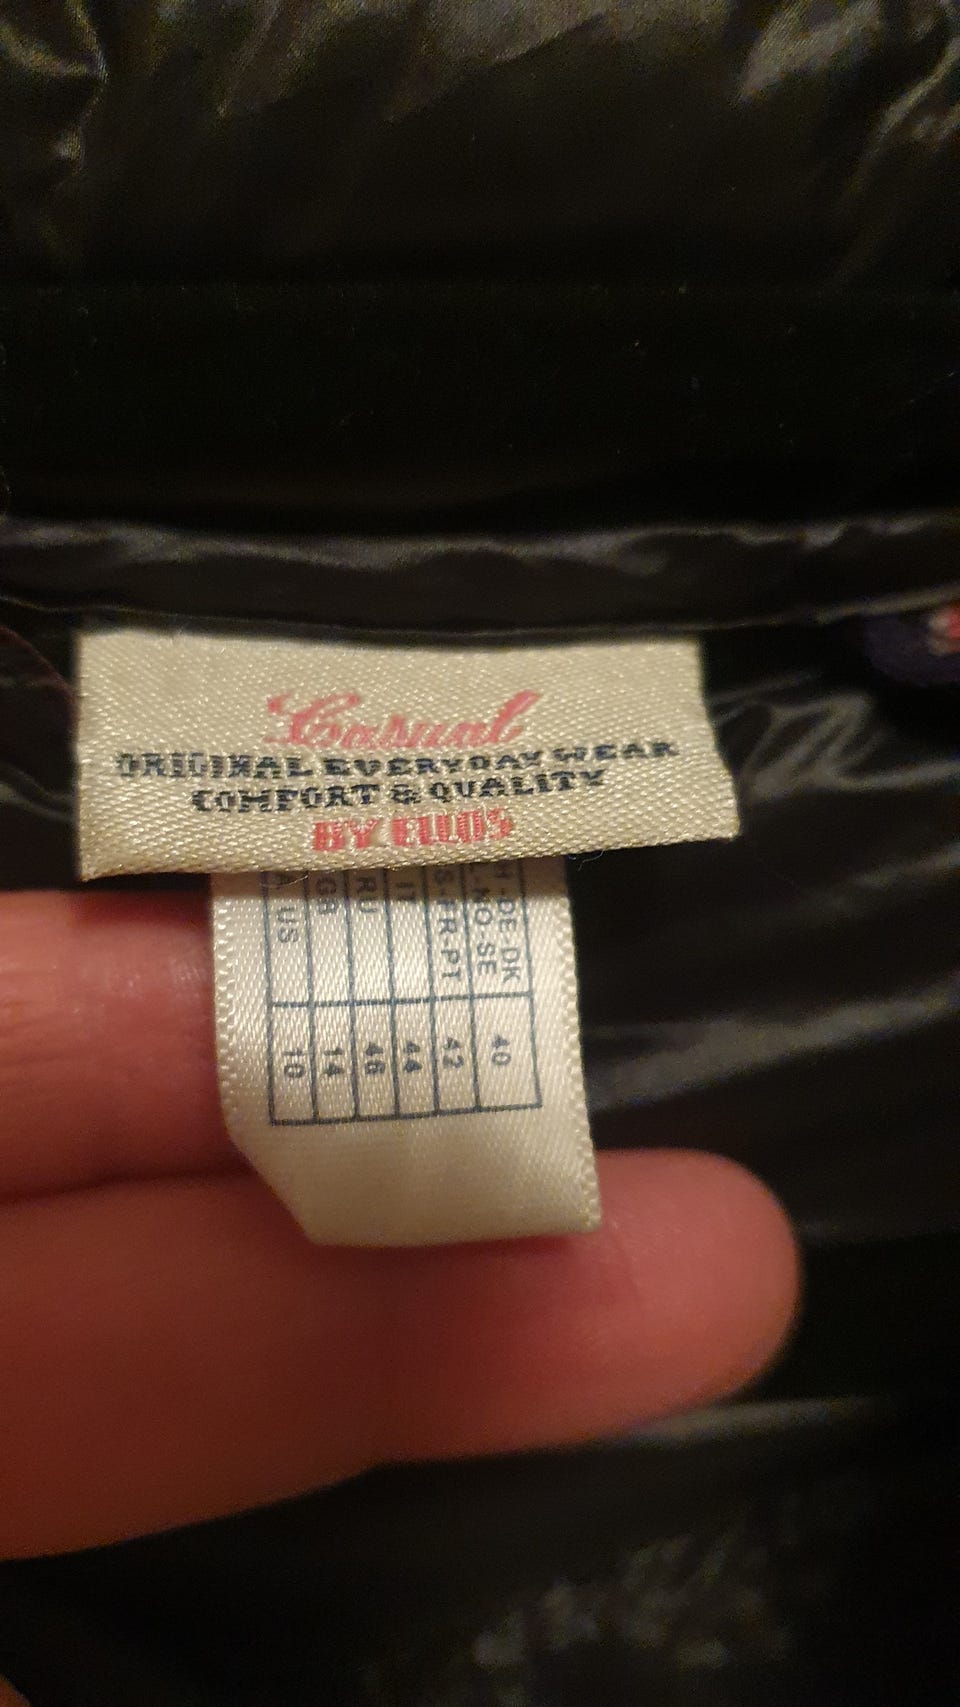 Casual
ORIGINAL EVERYDAY WEAR
COMFORT & QUALITY
BY ELLOS
H-DE-DK 40
NO-SE
S-FR-PT 42
IT 44
RU 46
GB 14
US 10